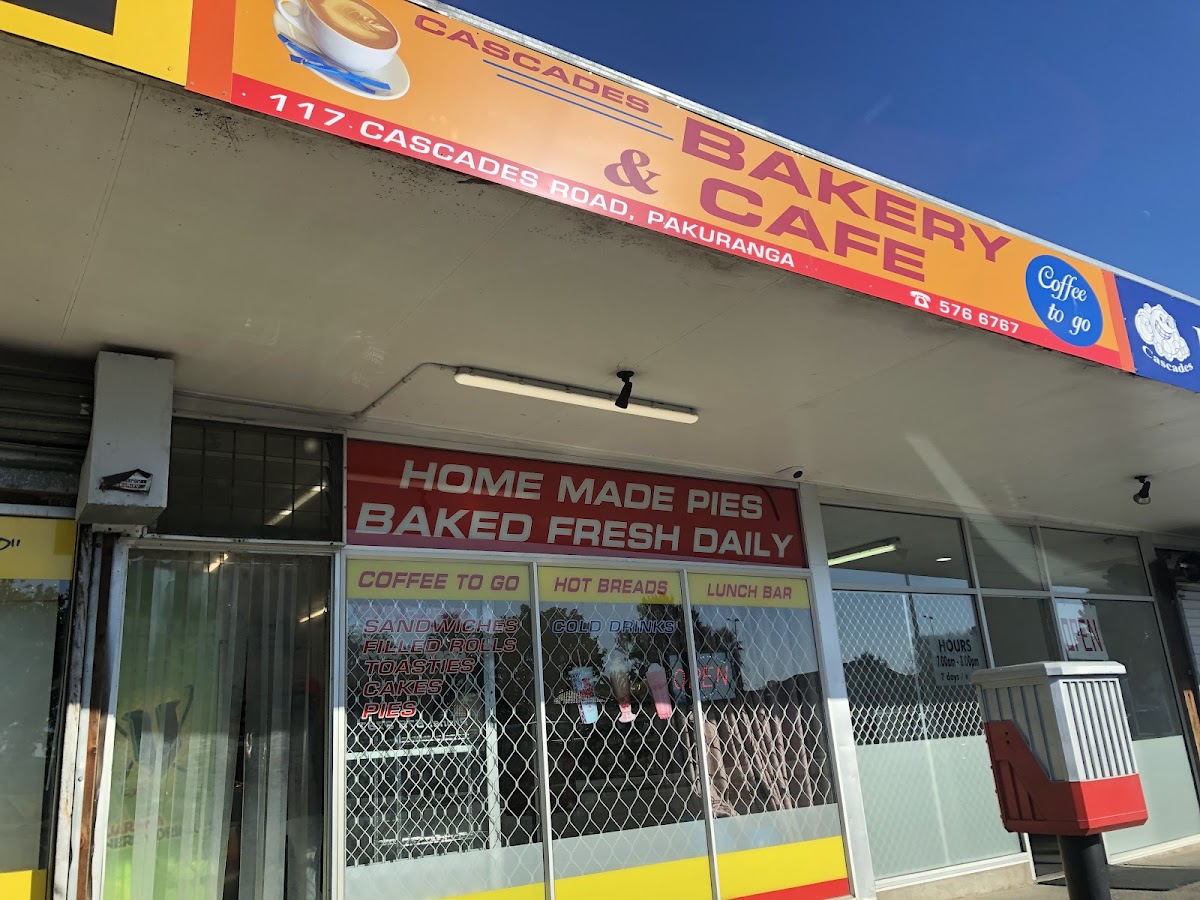 CASCADES
BAKERY
& CAFE
117 CASCADES ROAD, PAKURANGA
☎ 576 6767
Coffee
to go
Cascades
HOME MADE PIES
BAKED FRESH DAILY
COFFEE TO GO
HOT BREADS
LUNCH BAR
SANDWICHES
FILLED ROLLS
TOASTIES
CAKES
PIES
COLD DRINKS
OPEN
HOURS
7 days
OPEN